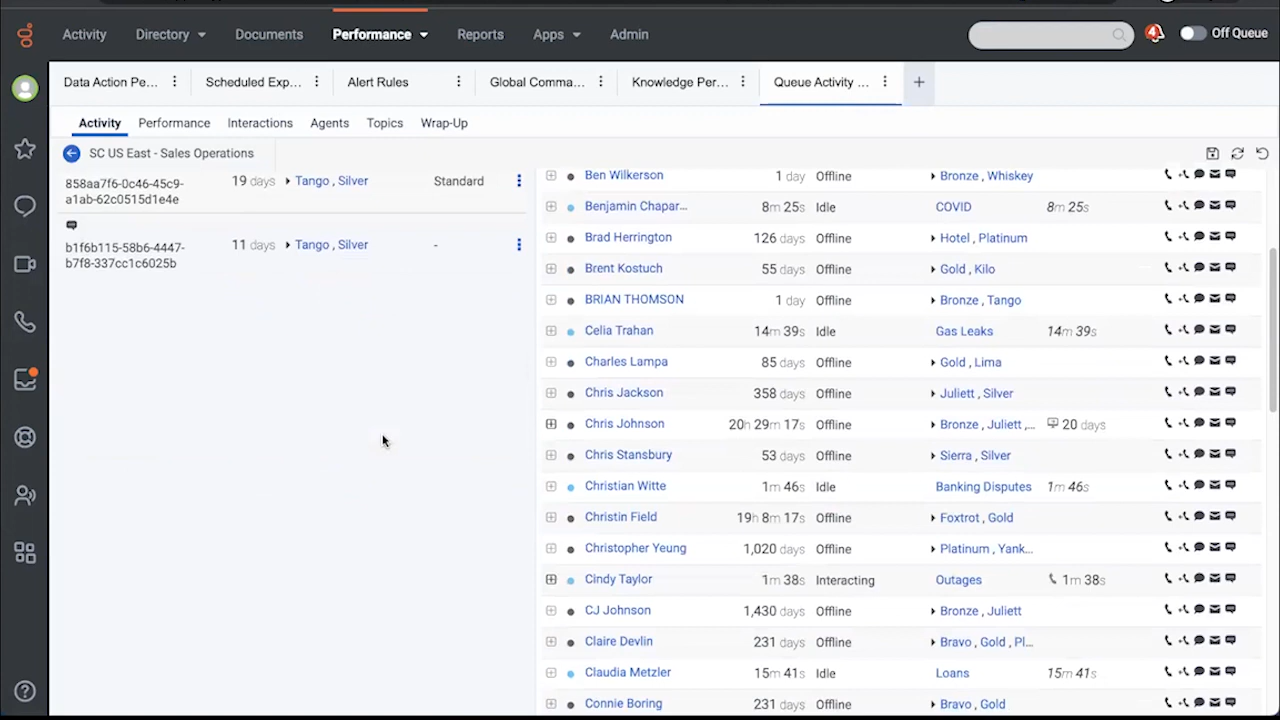 Activity Directory Documents Performance Reports Apps Admin 4 Off Queue
Data Action Pe... Scheduled Exp... Alert Rules Global Comma... Knowledge Per... Queue Activity ... +
Activity Performance Interactions Agents Topics Wrap-Up
SC US East - Sales Operations
858aa7f6-0c46-45c9-
a1ab-62c0515d1e4e
19 days Tango , Silver Standard
b1f6b115-58b6-4447-
b7f8-337cc1c6025b
11 days Tango , Silver -
Ben Wilkerson 1 day Offline Bronze , Whiskey
Benjamin Chapar... 8m 25s Idle COVID 8m 25s
Brad Herrington 126 days Offline Hotel , Platinum
Brent Kostuch 55 days Offline Gold , Kilo
BRIAN THOMSON 1 day Offline Bronze , Tango
Celia Trahan 14m 39s Idle Gas Leaks 14m 39s
Charles Lampa 85 days Offline Gold , Lima
Chris Jackson 358 days Offline Juliett , Silver
Chris Johnson 20h 29m 17s Offline Bronze , Juliett ,... 20 days
Chris Stansbury 53 days Offline Sierra , Silver
Christian Witte 1m 46s Idle Banking Disputes 1m 46s
Christin Field 19h 8m 17s Offline Foxtrot , Gold
Christopher Yeung 1,020 days Offline Platinum , Yank...
Cindy Taylor 1m 38s Interacting Outages 1m 38s
CJ Johnson 1,430 days Offline Bronze , Juliett
Claire Devlin 231 days Offline Bravo , Gold , Pl...
Claudia Metzler 15m 41s Idle Loans 15m 41s
Connie Boring 231 days Offline Bravo , Gold